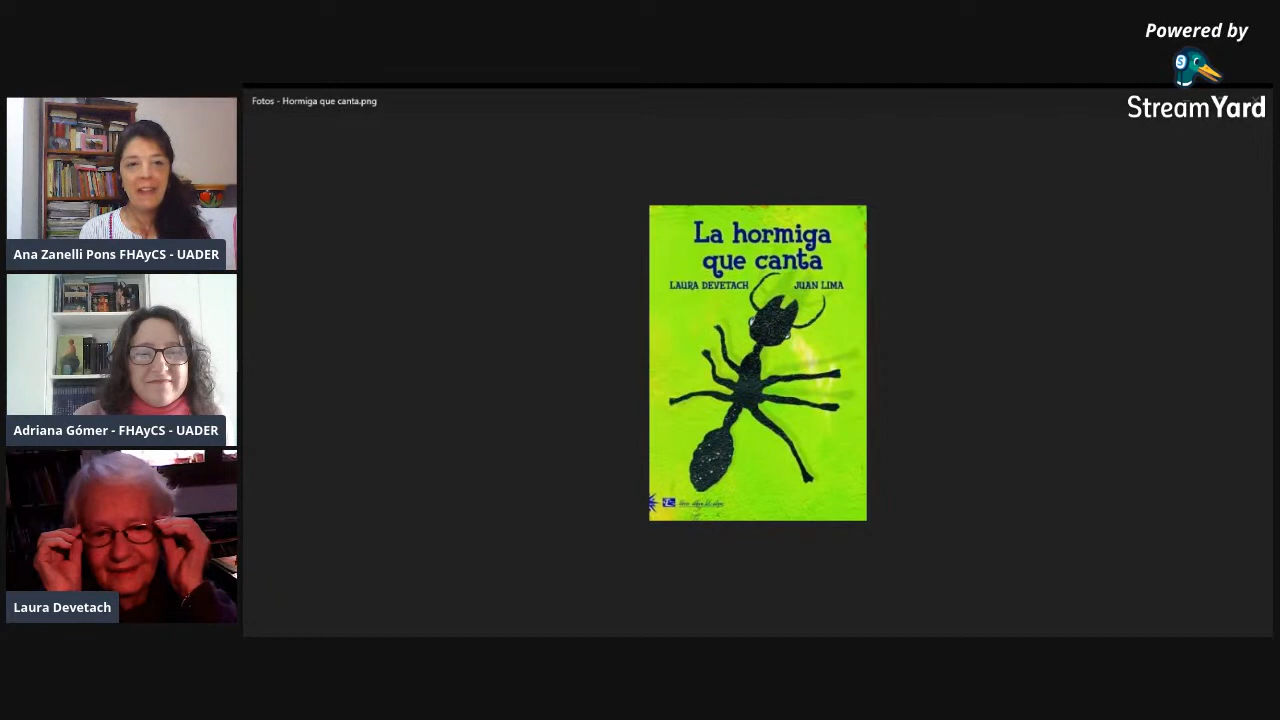 Powered by
StreamYard
Fotos - Hormiga que canta.png
Ana Zanelli Pons FHAyCS - UADER
Adriana Gómer - FHAyCS - UADER
Laura Devetach
La hormiga
que canta
LAURA DEVETACH JUAN LIMA